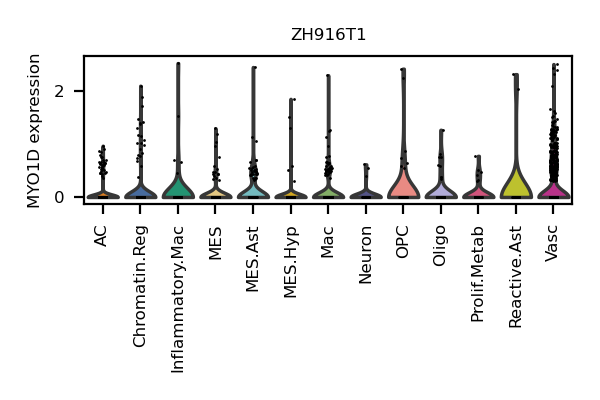 ZH916T1
MYO1D expression
2
0
AC
Chromatin.Reg
Inflammatory.Mac
MES
MES.Ast
MES.Hyp
Mac
Neuron
OPC
Oligo
Prolif.Metab
Reactive.Ast
Vasc